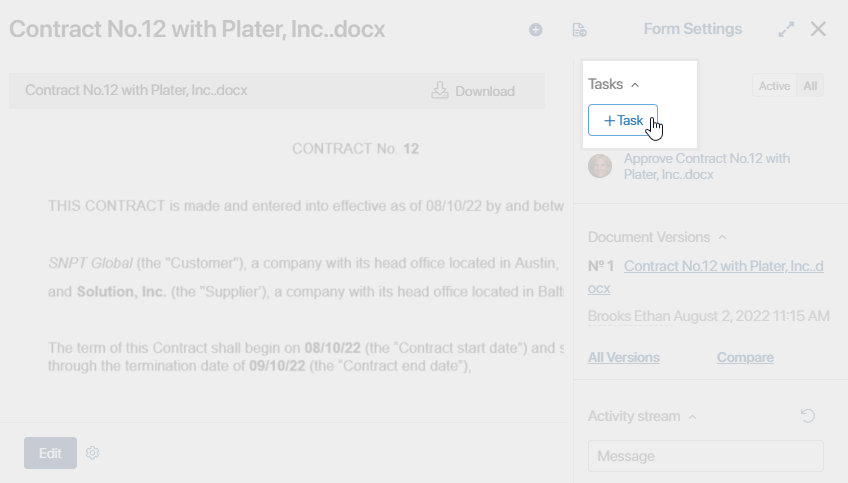 Contract No.12 with Plater, Inc..docx
Form Settings
Contract No.12 with Plater, Inc..docx
Download
CONTRACT No. 12
THIS CONTRACT is made and entered into effective as of 08/10/22 by and betw
SNPT Global (the "Customer"), a company with its head office located in Austin,
and Solution, Inc. (the "Supplier'), a company with its head office located in Balti
The term of this Contract shall begin on 08/10/22 (the "Contract start date") and s
through the termination date of 09/10/22 (the "Contract end date"),
Edit
Tasks
Active
All
+Task
Approve Contract No.12 with
Plater, Inc..docx
Document Versions
Nº 1 Contract No.12 with Plater, Inc..d
ocx
Brooks Ethan August 2, 2022 11:15 AM
All Versions
Compare
Activity stream
Message